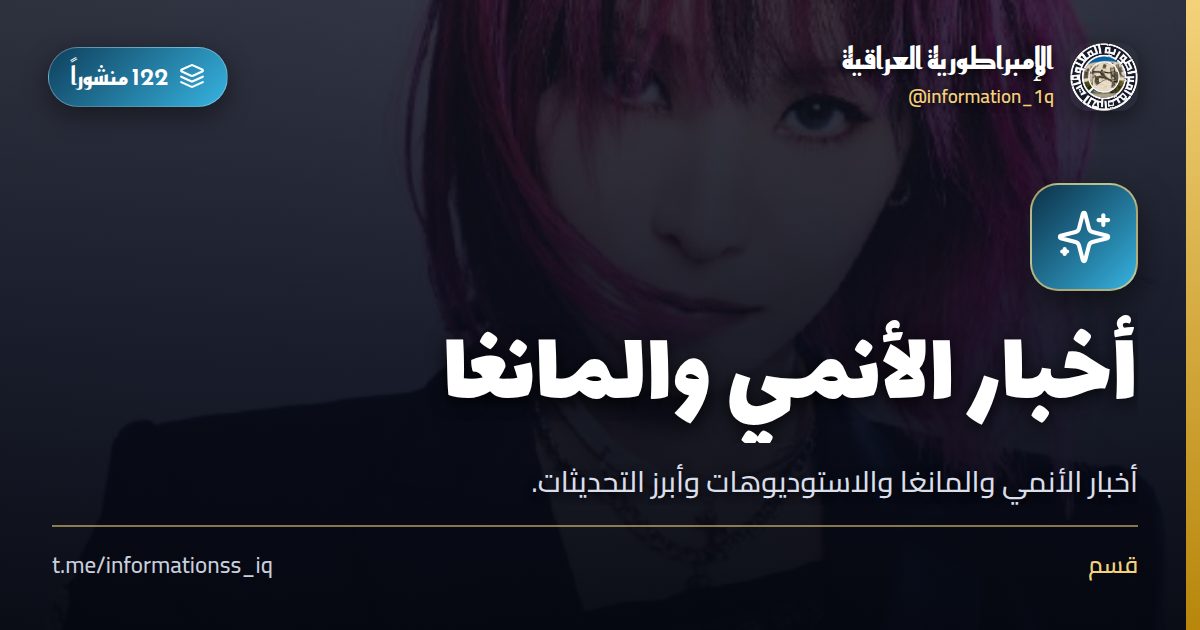 الإمبراطورية العراقية
@information_1q
122 منشوراً
أخبار الأنمي والمانغا
أخبار الأنمي والمانغا والاستوديوهات وأبرز التحديثات.
قسم
t.me/informationss_iq